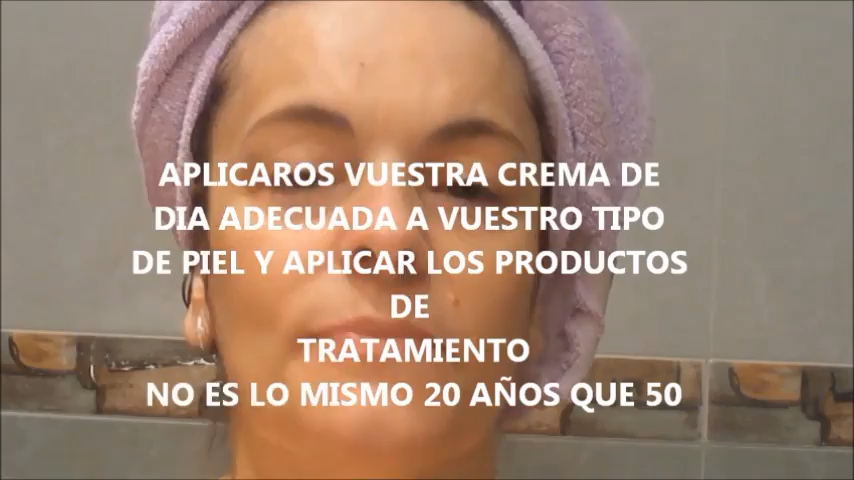 APLICAROS VUESTRA CREMA DE
DIA ADECUADA A VUESTRO TIPO
DE PIEL Y APLICAR LOS PRODUCTOS
DE
TRATAMIENTO
NO ES LO MISMO 20 AÑOS QUE 50